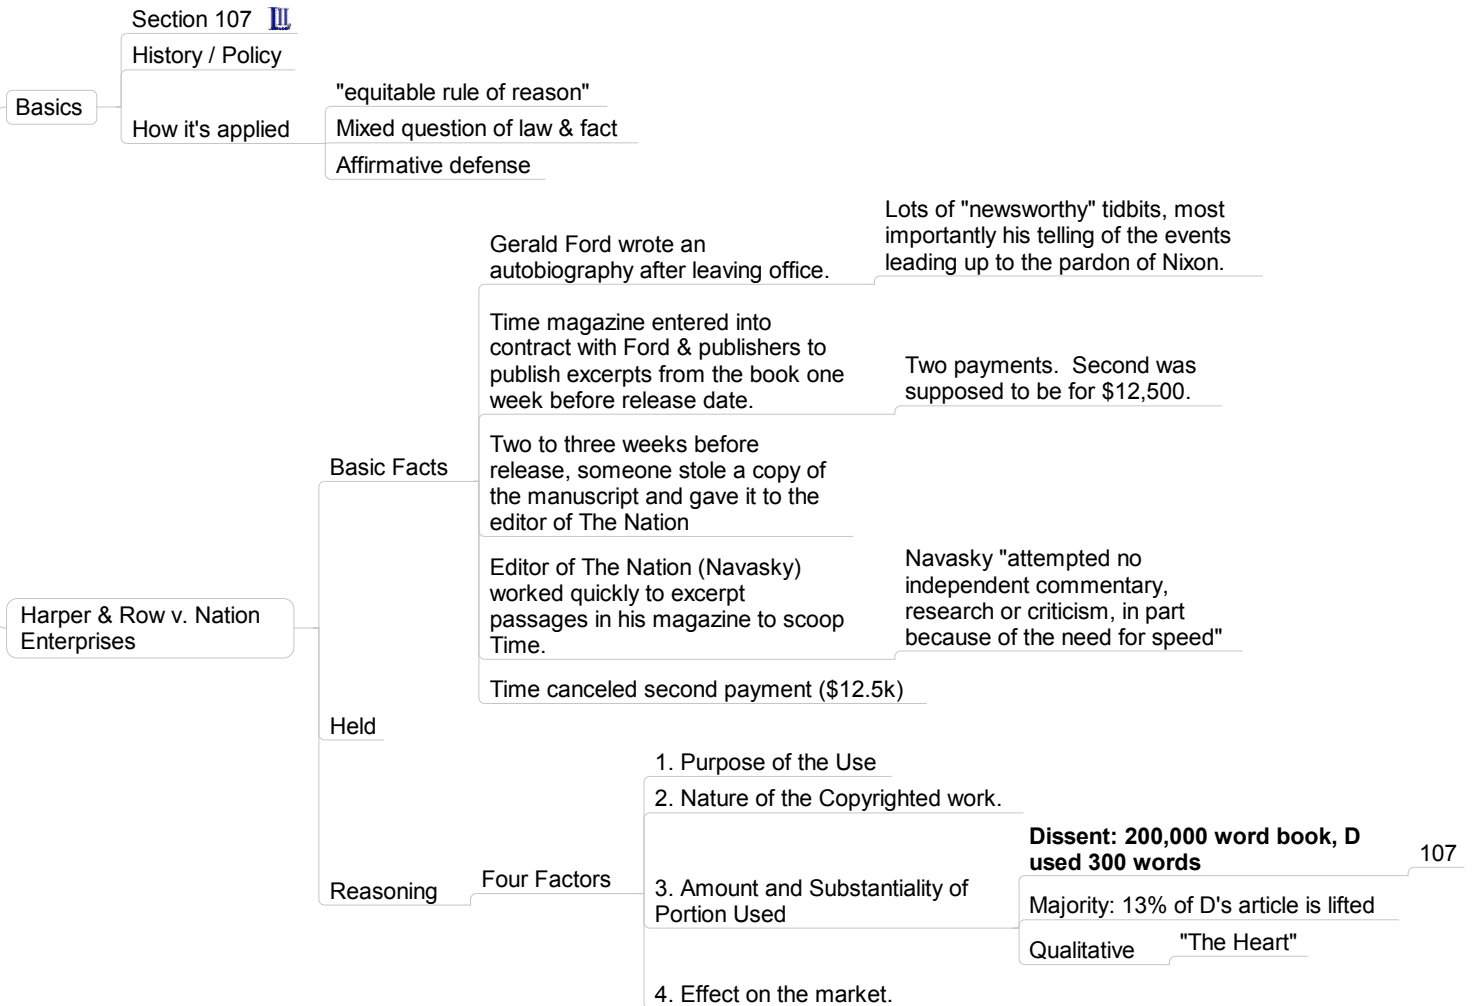 Section 107
History / Policy
Basics
How it's applied
"equitable rule of reason"
Mixed question of law & fact
Affirmative defense
Harper & Row v. Nation
Enterprises
Basic Facts
Gerald Ford wrote an
autobiography after leaving office.
Lots of "newsworthy" tidbits, most
importantly his telling of the events
leading up to the pardon of Nixon.
Time magazine entered into
contract with Ford & publishers to
publish excerpts from the book one
week before release date.
Two payments.  Second was
supposed to be for $12,500.
Two to three weeks before
release, someone stole a copy of
the manuscript and gave it to the
editor of The Nation
Editor of The Nation (Navasky)
worked quickly to excerpt
passages in his magazine to scoop
Time.
Navasky "attempted no
independent commentary,
research or criticism, in part
because of the need for speed"
Time canceled second payment ($12.5k)
Held
Reasoning
Four Factors
1. Purpose of the Use
2. Nature of the Copyrighted work.
3. Amount and Substantiality of
Portion Used
Dissent: 200,000 word book, D
used 300 words
107
Majority: 13% of D's article is lifted
Qualitative
"The Heart"
4. Effect on the market.